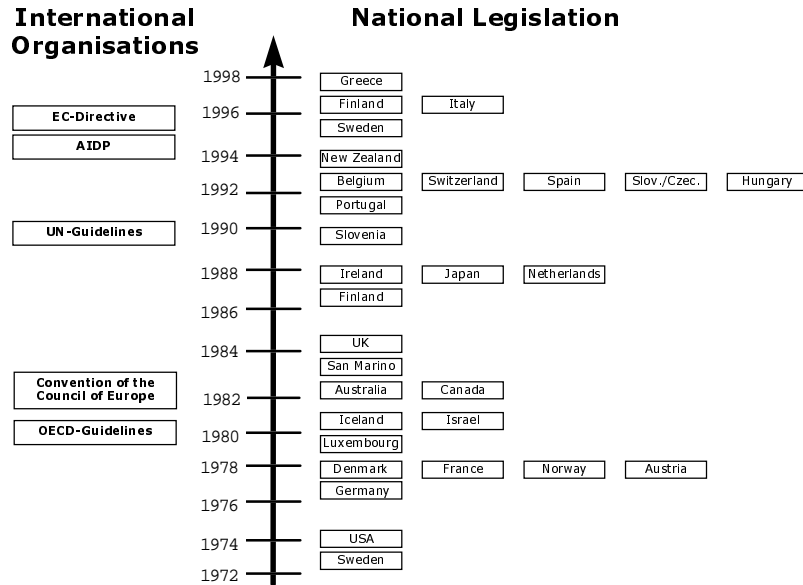 International
Organisations
National Legislation
1998
Greece
EC-Directive
1996
Finland
Italy
Sweden
AIDP
1994
New Zealand
Belgium
Switzerland
Spain
Slov./Czec.
Hungary
1992
Portugal
UN-Guidelines
1990
Slovenia
1988
Ireland
Japan
Netherlands
Finland
1986
UK
1984
San Marino
Convention of the
Council of Europe
1982
Australia
Canada
Iceland
Israel
OECD-Guidelines
1980
Luxembourg
1978
Denmark
France
Norway
Austria
Germany
1976
USA
1974
Sweden
1972